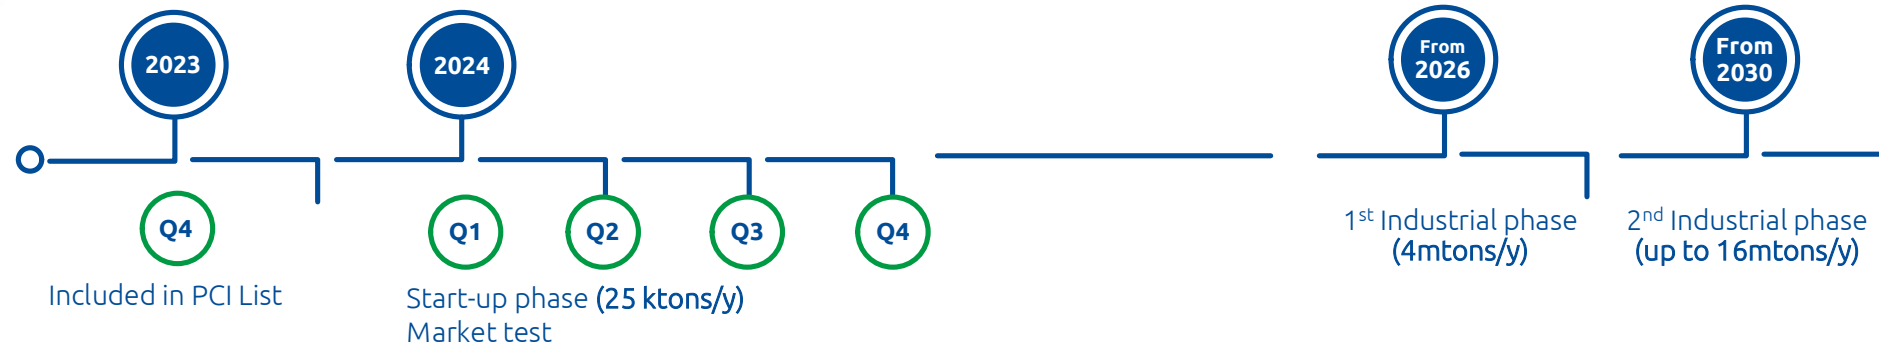 2023
2024
From
2026
From
2030
Q4
Q1
Q2
Q3
Q4
Included in PCI List
Start-up phase (25 ktons/y)
Market test
1st Industrial phase
(4mtons/y)
2nd Industrial phase
(up to 16mtons/y)